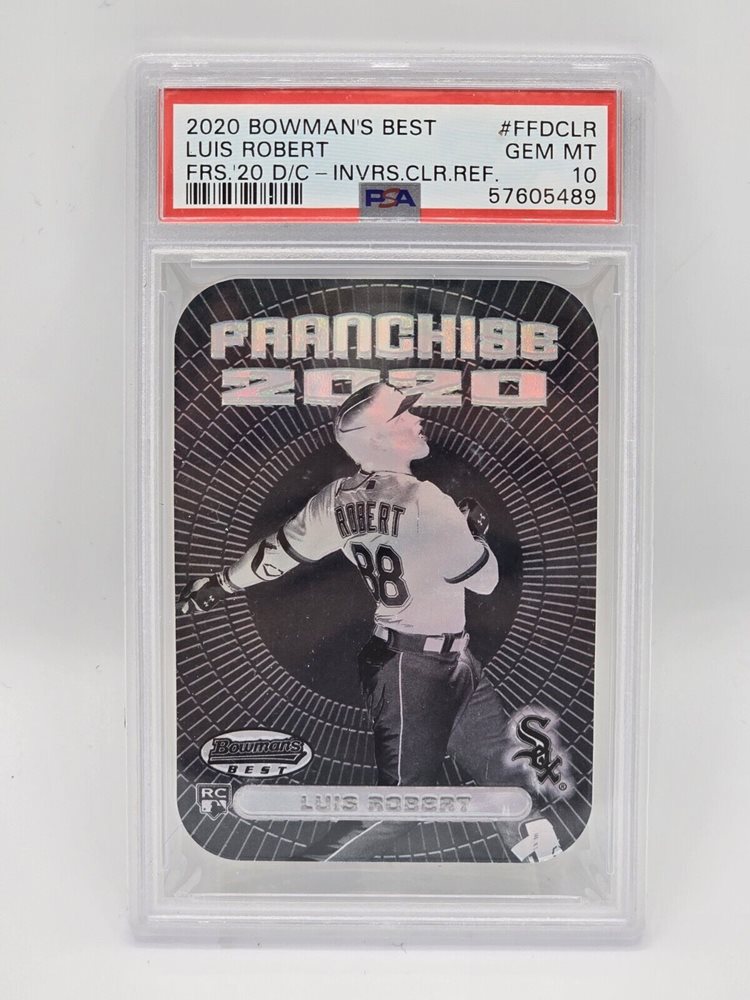 2020 BOWMAN'S BEST #FFDCLR
LUIS ROBERT GEM MT
FRS.'20 D/C - INVRS.CLR.REF. 10
PSA 57605489
FRANCHISE
2020
ROBERT
88
Sox®
Bowman's
BEST
RC
LUIS ROBERT